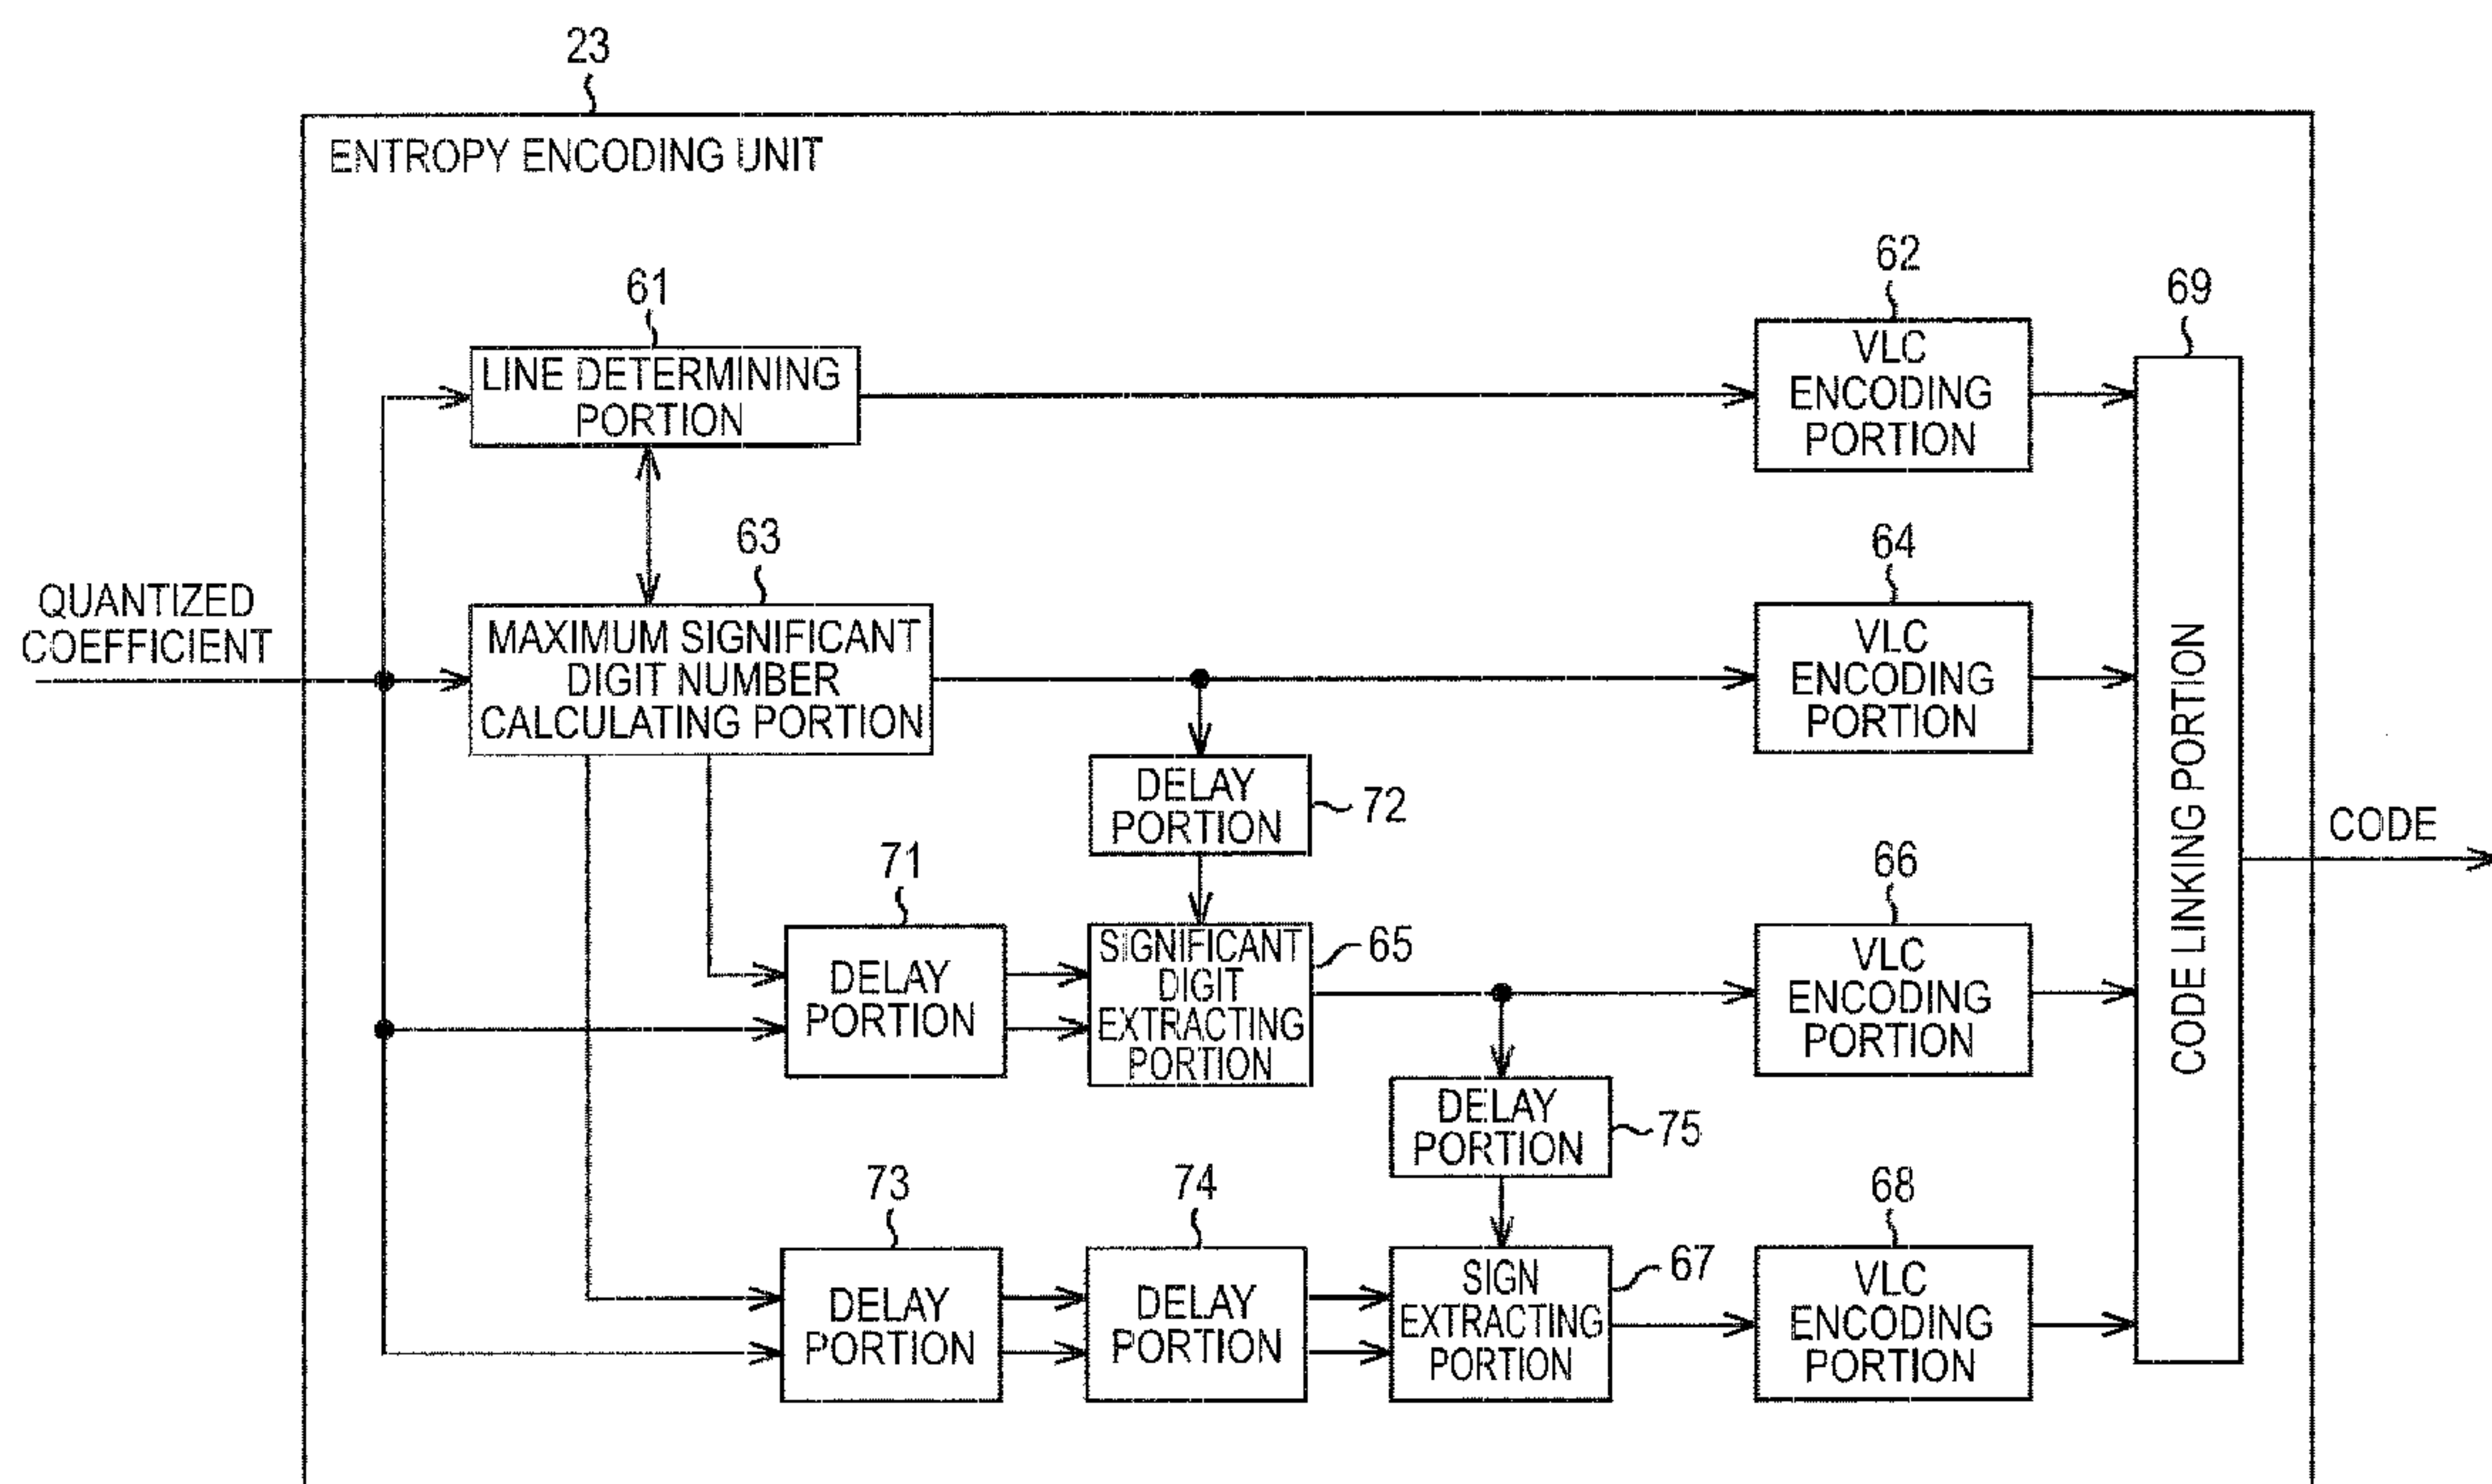 23
ENTROPY ENCODING UNIT
61
LINE DETERMINING
PORTION
62
VLC
ENCODING
PORTION
69
CODE LINKING PORTION
QUANTIZED
COEFFICIENT
63
MAXIMUM SIGNIFICANT
DIGIT NUMBER
CALCULATING PORTION
64
VLC
ENCODING
PORTION
DELAY
PORTION
72
CODE
71
DELAY
PORTION
SIGNIFICANT
DIGIT
EXTRACTING
PORTION
65
66
VLC
ENCODING
PORTION
DELAY
PORTION
75
73
DELAY
PORTION
74
DELAY
PORTION
SIGN
EXTRACTING
PORTION
67
68
VLC
ENCODING
PORTION